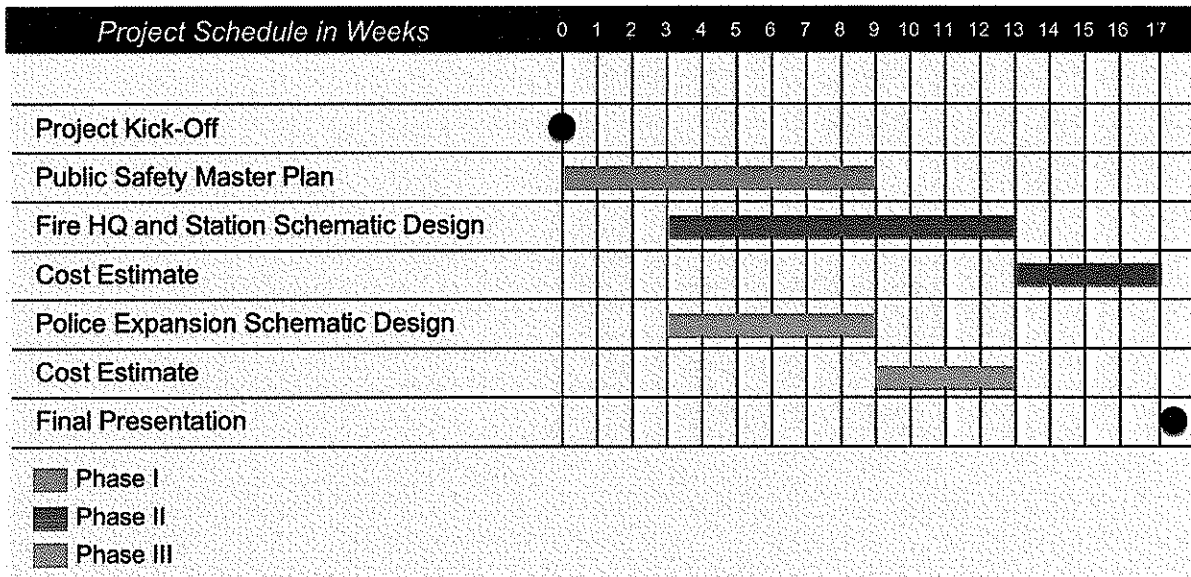 Project Schedule in Weeks 0 1 2 3 4 5 6 7 8 9 10 11 12 13 14 15 16 17
Project Kick-Off
Public Safety Master Plan
Fire HQ and Station Schematic Design
Cost Estimate
Police Expansion Schematic Design
Cost Estimate
Final Presentation
Phase I
Phase II
Phase III